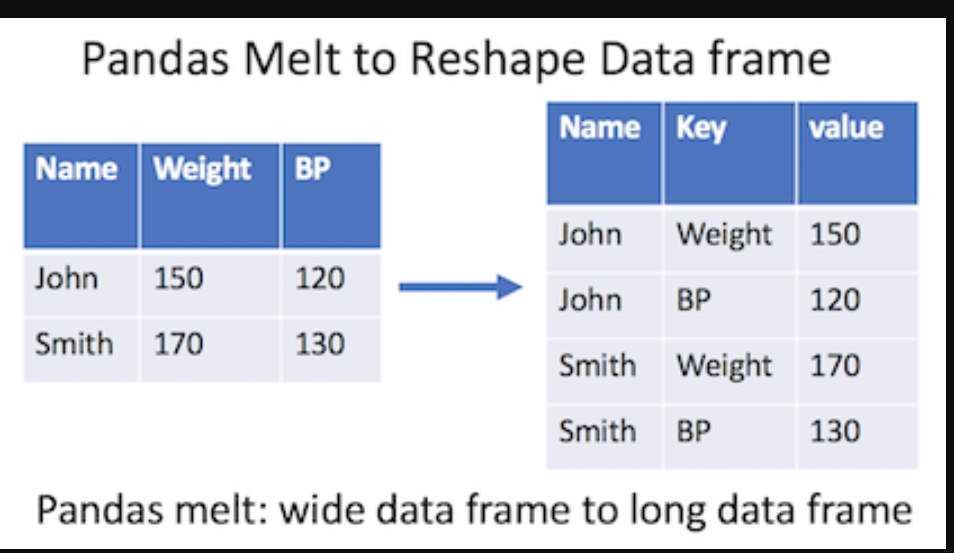 Pandas Melt to Reshape Data frame
Name Weight BP
John 150 120
Smith 170 130
Name Key value
John Weight 150
John BP 120
Smith Weight 170
Smith BP 130
Pandas melt: wide data frame to long data frame